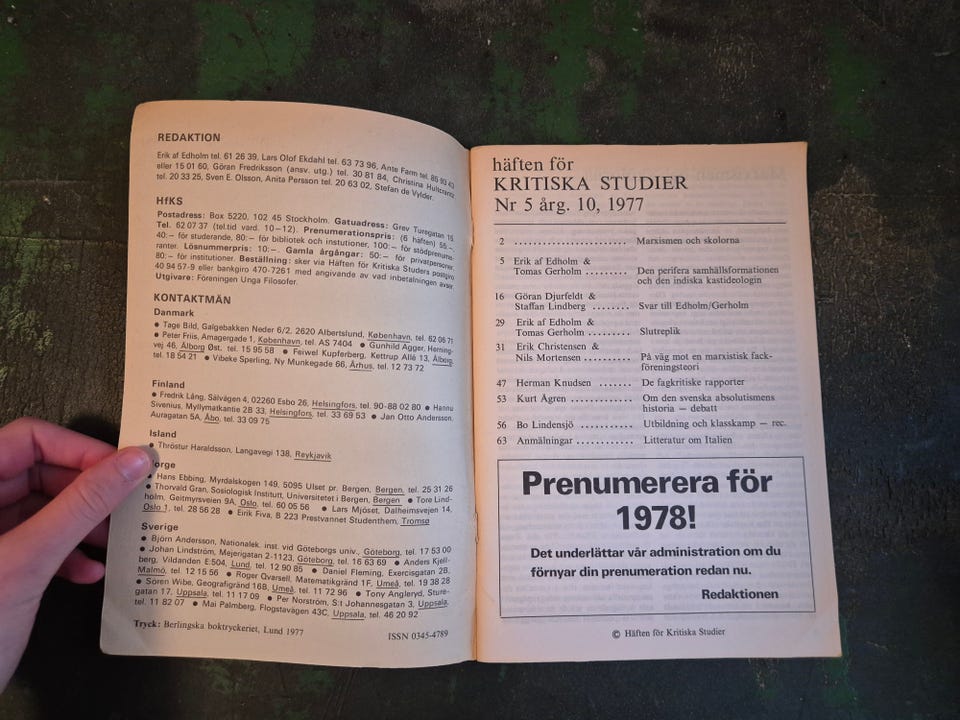 REDAKTION
Erik af Edholm tel. 61 26 39, Lars Olof Ekdahl tel. 63 73 96, Ante Farm tel. 85 90 43
eller 15 01 60, Göran Fredriksson (ansv. utg.) tel. 30 81 84, Christina Hultcrantz
tel. 20 33 25, Sven E. Olsson, Anita Persson tel. 20 63 02, Stefan de Vylder.
HfKS
Postadress: Box 5220, 102 45 Stockholm. Gatuadress: Grev Turegatan 15
Tel. 62 07 37 (tel.tid vard. 10–12). Prenumerationspris: (6 häften) 55:–,
40:– för studerande, 80:– för bibliotek och instutioner, 100:– för stödprenume-
ranter. Lösnummerpris: 10:–. Gamla årgångar: 50:– för privatpersoner,
80:– för institutioner. Beställning: sker via Häften för Kritiska Studers postgiro
40 94 57-9 eller bankgiro 470-7261 med angivande av vad inbetalningen avser.
Utgivare: Föreningen Unga Filosofer.
KONTAKTMÄN
Danmark
● Tage Bild, Galgebakken Neder 6/2, 2620 Albertslund, København, tel. 62 06 71
● Peter Friis, Amagergade 1, København, tel. AS 7404 ● Gunhild Agger, Herning-
vej 46, Ålborg Øst, tel. 15 95 58 ● Feiwel Kupferberg, Kettrup Allé 13, Ålborg,
tel. 18 54 21 ● Vibeke Sperling, Ny Munkegade 66, Århus, tel. 12 73 72
Finland
● Fredrik Lång, Sälvägen 4, 02260 Esbo 26, Helsingfors, tel. 90-88 02 80 ● Hannu
Sivenius, Myllymatkantie 2B 33, Helsingfors, tel. 33 69 53 ● Jan Otto Andersson,
Auragatan 5A, Åbo, tel. 33 09 75
Island
● Thröstur Haraldsson, Langavegi 138, Reykjavik
orge
● Hans Ebbing, Myrdalskogen 149, 5095 Ulset pr. Bergen, Bergen, tel. 25 31 26
● Thorvald Gran, Sosiologisk Institutt, Universitetet i Bergen, Bergen ● Tore Lind-
holm, Geitmyrsveien 9A, Oslo, tel. 60 05 56 ● Lars Mjöset, Dalheimsvejen 14,
Oslo 1, tel. 28 56 28 ● Eirik Fiva, B 223 Prestvannet Studenthem, Tromsø
Sverige
● Björn Andersson, Nationalek. inst. vid Göteborgs univ., Göteborg, tel. 17 53 00
● Johan Lindström, Mejerigatan 2-1123, Göteborg, tel. 16 63 69 ● Anders Kjell-
berg, Vildanden E:504, Lund, tel. 12 90 85 ● Daniel Fleming, Exercisgatan 2B,
Malmö, tel. 12 15 56 ● Roger Qvarsell, Matematikgränd 1F, Umeå, tel. 19 38 28
● Sören Wibe, Geografigränd 16B, Umeå, tel. 11 72 96 ● Tony Angleryd, Sture-
gatan 17, Uppsala, tel. 11 17 09 ● Per Norström, S:t Johannesgatan 3, Uppsala,
tel. 11 82 07 ● Mai Palmberg, Flogstavägen 43C, Uppsala, tel. 46 20 92
Tryck: Berlingska boktryckeriet, Lund 1977
ISSN 0345-4789
häften för
KRITISKA STUDIER
Nr 5 årg. 10, 1977
2 ........................ Marxismen och skolorna
5 Erik af Edholm &
Tomas Gerholm ......... Den perifera samhällsformationen
och den indiska kastideologin
16 Göran Djurfeldt &
Staffan Lindberg ........ Svar till Edholm/Gerholm
29 Erik af Edholm &
Tomas Gerholm ......... Slutreplik
31 Erik Christensen &
Nils Mortensen .......... På väg mot en marxistisk fack-
föreningsteori
47 Herman Knudsen ....... De fagkritiske rapporter
53 Kurt Ågren ............. Om den svenska absolutismens
historia – debatt
56 Bo Lindensjö ........... Utbildning och klasskamp – rec.
63 Anmälningar ............ Litteratur om Italien
Prenumerera för
1978!
Det underlättar vår administration om du
förnyar din prenumeration redan nu.
Redaktionen
© Häften för Kritiska Studier